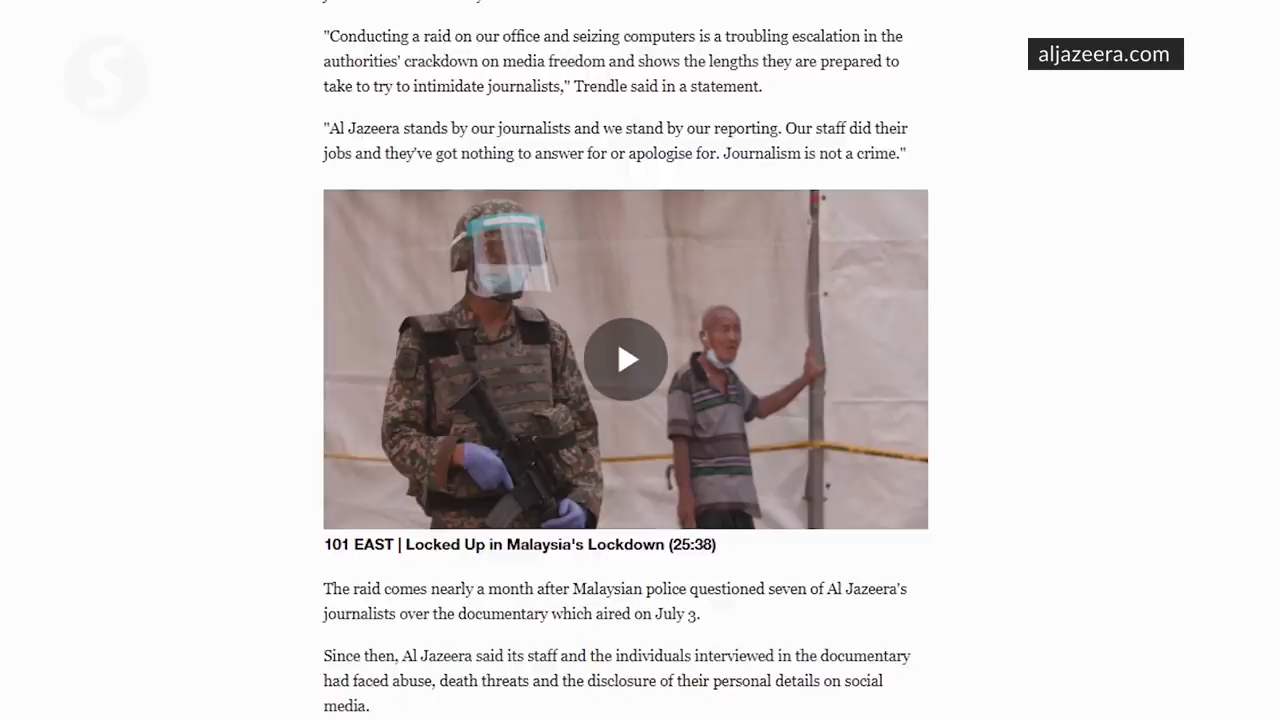 "Conducting a raid on our office and seizing computers is a troubling escalation in the
authorities' crackdown on media freedom and shows the lengths they are prepared to
take to try to intimidate journalists," Trendle said in a statement.
"Al Jazeera stands by our journalists and we stand by our reporting. Our staff did their
jobs and they've got nothing to answer for or apologise for. Journalism is not a crime."
aljazeera.com
101 EAST | Locked Up in Malaysia's Lockdown (25:38)
The raid comes nearly a month after Malaysian police questioned seven of Al Jazeera's
journalists over the documentary which aired on July 3.
Since then, Al Jazeera said its staff and the individuals interviewed in the documentary
had faced abuse, death threats and the disclosure of their personal details on social
media.